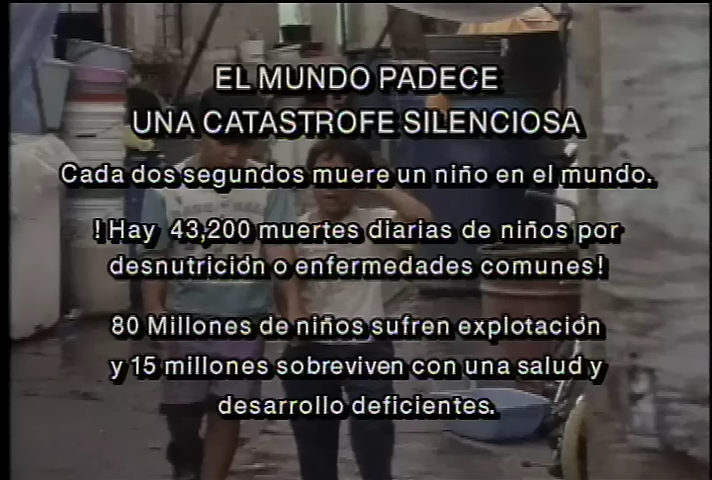 EL MUNDO PADECE
UNA CATASTROFE SILENCIOSA
Cada dos segundos muere un niño en el mundo.
!Hay 43,200 muertes diarias de niños por
desnutrición o enfermedades comunes!
80 Millones de niños sufren explotación
y 15 millones sobreviven con una salud y
desarrollo deficientes.